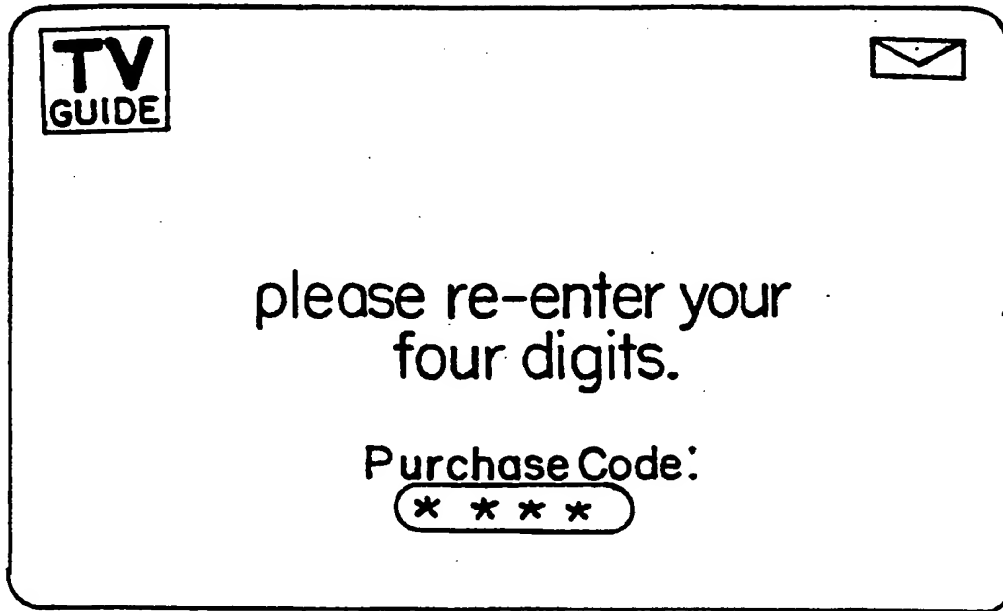 TV
GUIDE
please re-enter your
four digits.
Purchase Code:
* * * *